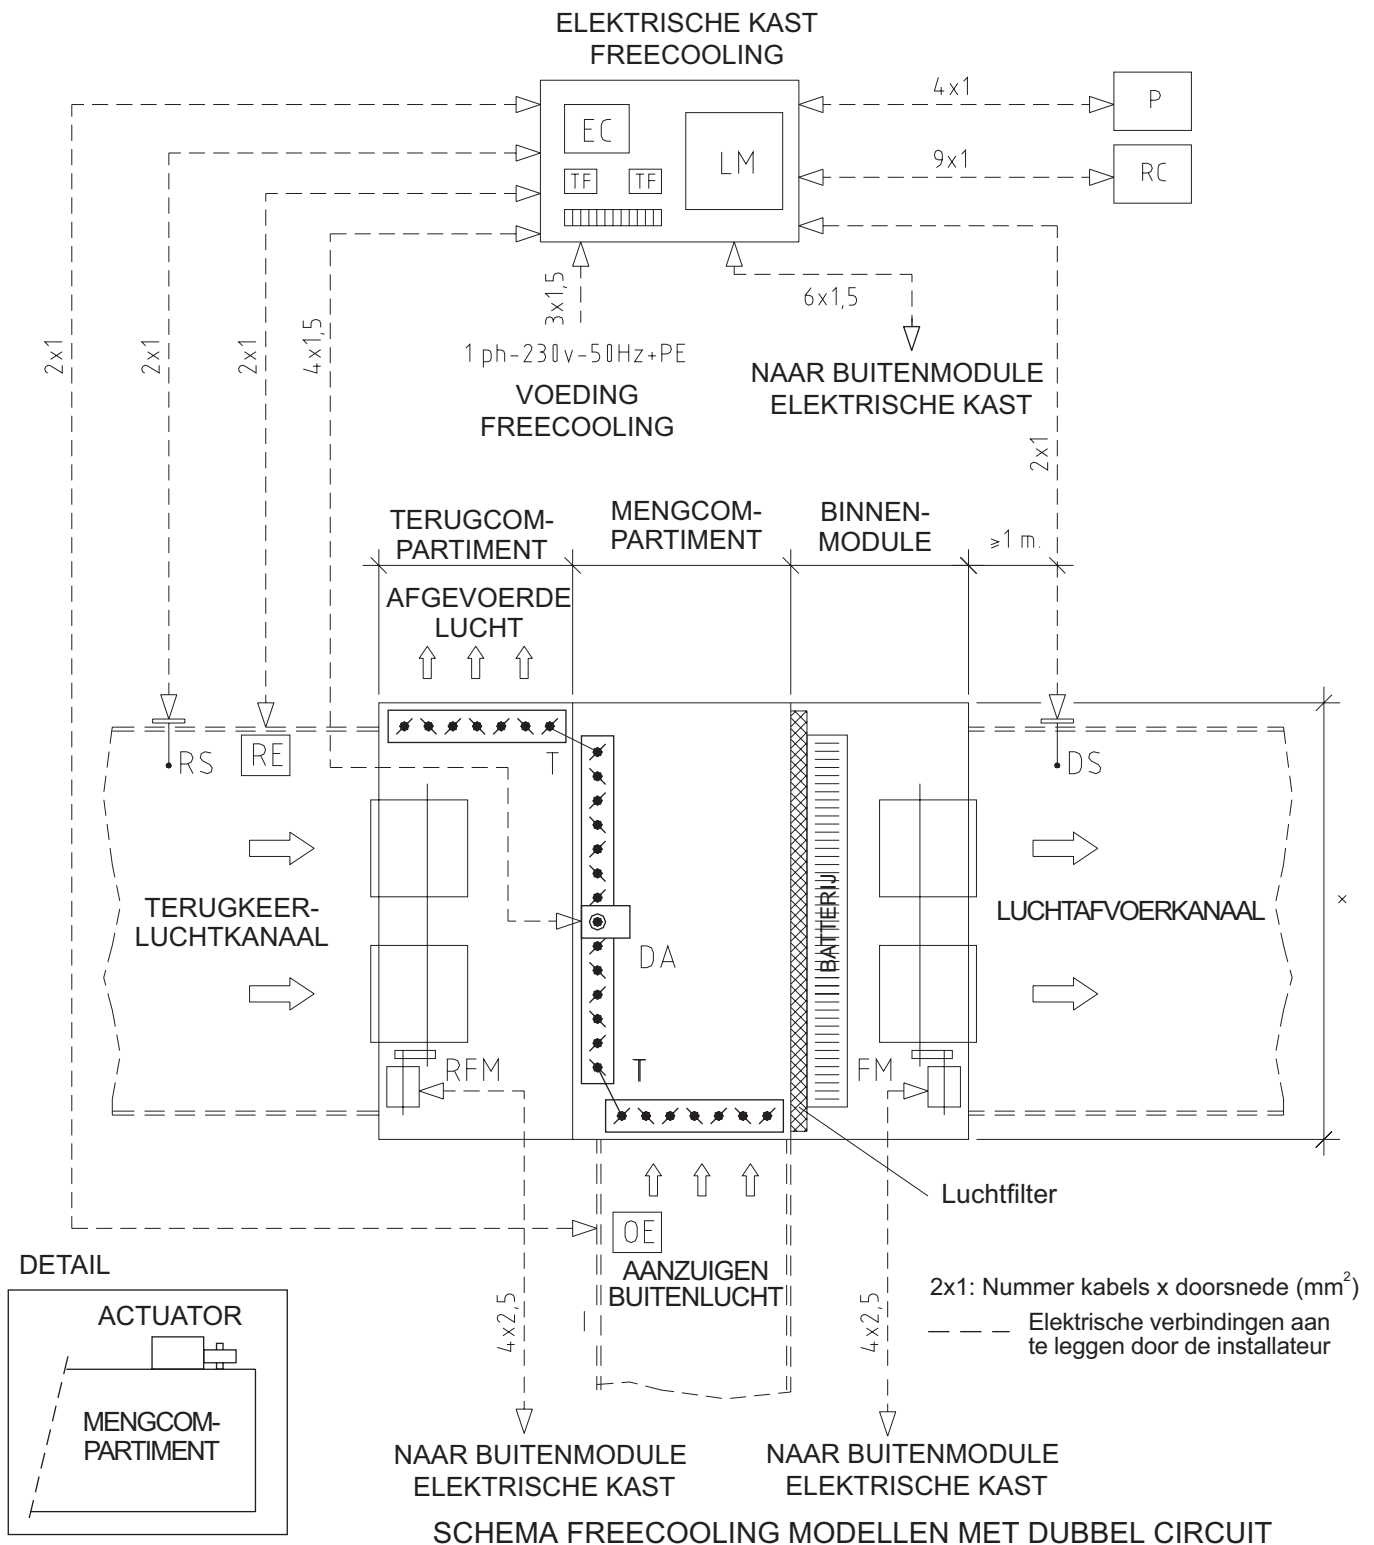 ELEKTRISCHE KAST
FREECOOLING
EC
LM
TF
TF
4x1
P
9x1
RC
2x1
2x1
2x1
4x1,5
3x1,5
6x1,5
1 ph-230v-50Hz+PE
VOEDING
FREECOOLING
NAAR BUITENMODULE
ELEKTRISCHE KAST
2x1
TERUGCOM-
PARTIMENT
MENGCOM-
PARTIMENT
BINNEN-
MODULE
≥1 m.
AFGEVOERDE
LUCHT
RS
RE
T
DS
TERUGKEER-
LUCHTKANAAL
DA
BATTERIJ
LUCHTAFVOERKANAAL
x
RFM
T
FM
Luchtfilter
OE
AANZUIGEN
BUITENLUCHT
4x2,5
4x2,5
DETAIL
ACTUATOR
MENGCOM-
PARTIMENT
2x1: Nummer kabels x doorsnede (mm²)
Elektrische verbindingen aan
te leggen door de installateur
NAAR BUITENMODULE
ELEKTRISCHE KAST
NAAR BUITENMODULE
ELEKTRISCHE KAST
SCHEMA FREECOOLING MODELLEN MET DUBBEL CIRCUIT